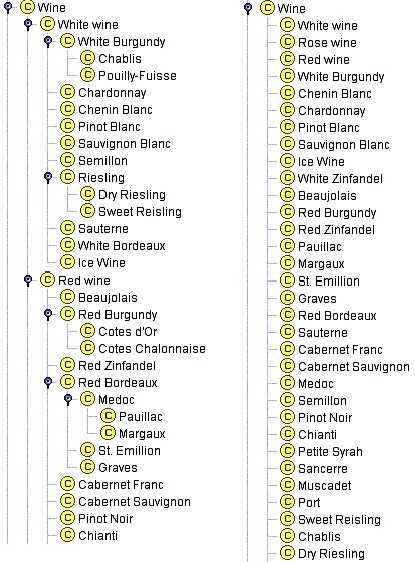 Wine
White wine
White Burgundy
Chablis
Pouilly-Fuisse
Chardonnay
Chenin Blanc
Pinot Blanc
Sauvignon Blanc
Semillon
Riesling
Dry Riesling
Sweet Reisling
Sauterne
White Bordeaux
Ice Wine
Red wine
Beaujolais
Red Burgundy
Cotes d'Or
Cotes Chalonnaise
Red Zinfandel
Red Bordeaux
Medoc
Pauillac
Margaux
St. Emillion
Graves
Cabernet Franc
Cabernet Sauvignon
Pinot Noir
Chianti
Wine
White wine
Rose wine
Red wine
White Burgundy
Chenin Blanc
Chardonnay
Pinot Blanc
Sauvignon Blanc
Ice Wine
White Zinfandel
Beaujolais
Red Burgundy
Red Zinfandel
Pauillac
Margaux
St. Emillion
Graves
Red Bordeaux
Sauterne
Cabernet Franc
Cabernet Sauvignon
Medoc
Semillon
Pinot Noir
Chianti
Petite Syrah
Sancerre
Muscadet
Port
Sweet Reisling
Chablis
Dry Riesling